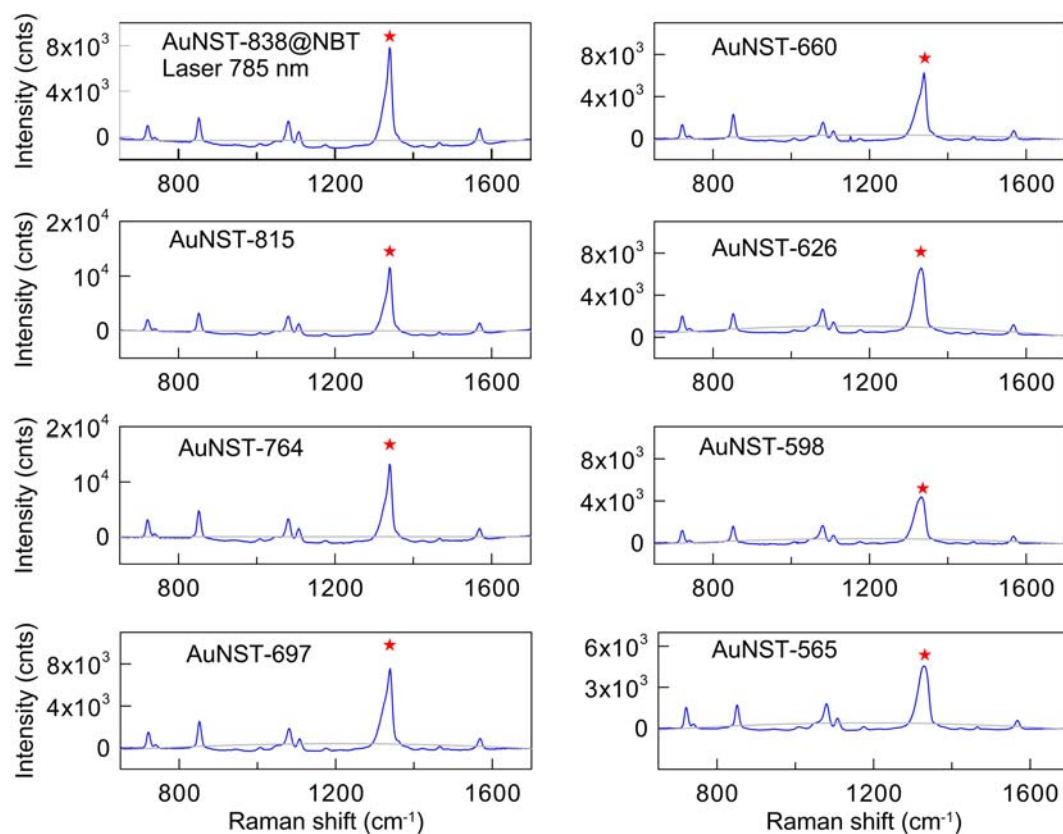 AuNST-838@NBT
Laser 785 nm
Intensity (cnts)
8x10³
4x10³
0
800
1200
1600
AuNST-660
8x10³
4x10³
0
800
1200
1600
AuNST-815
Intensity (cnts)
2x10⁴
10⁴
0
800
1200
1600
AuNST-626
8x10³
4x10³
0
800
1200
1600
AuNST-764
Intensity (cnts)
2x10⁴
10⁴
0
800
1200
1600
AuNST-598
8x10³
4x10³
0
800
1200
1600
AuNST-697
Intensity (cnts)
8x10³
4x10³
0
800
1200
1600
Raman shift (cm⁻¹)
AuNST-565
6x10³
3x10³
0
800
1200
1600
Raman shift (cm⁻¹)